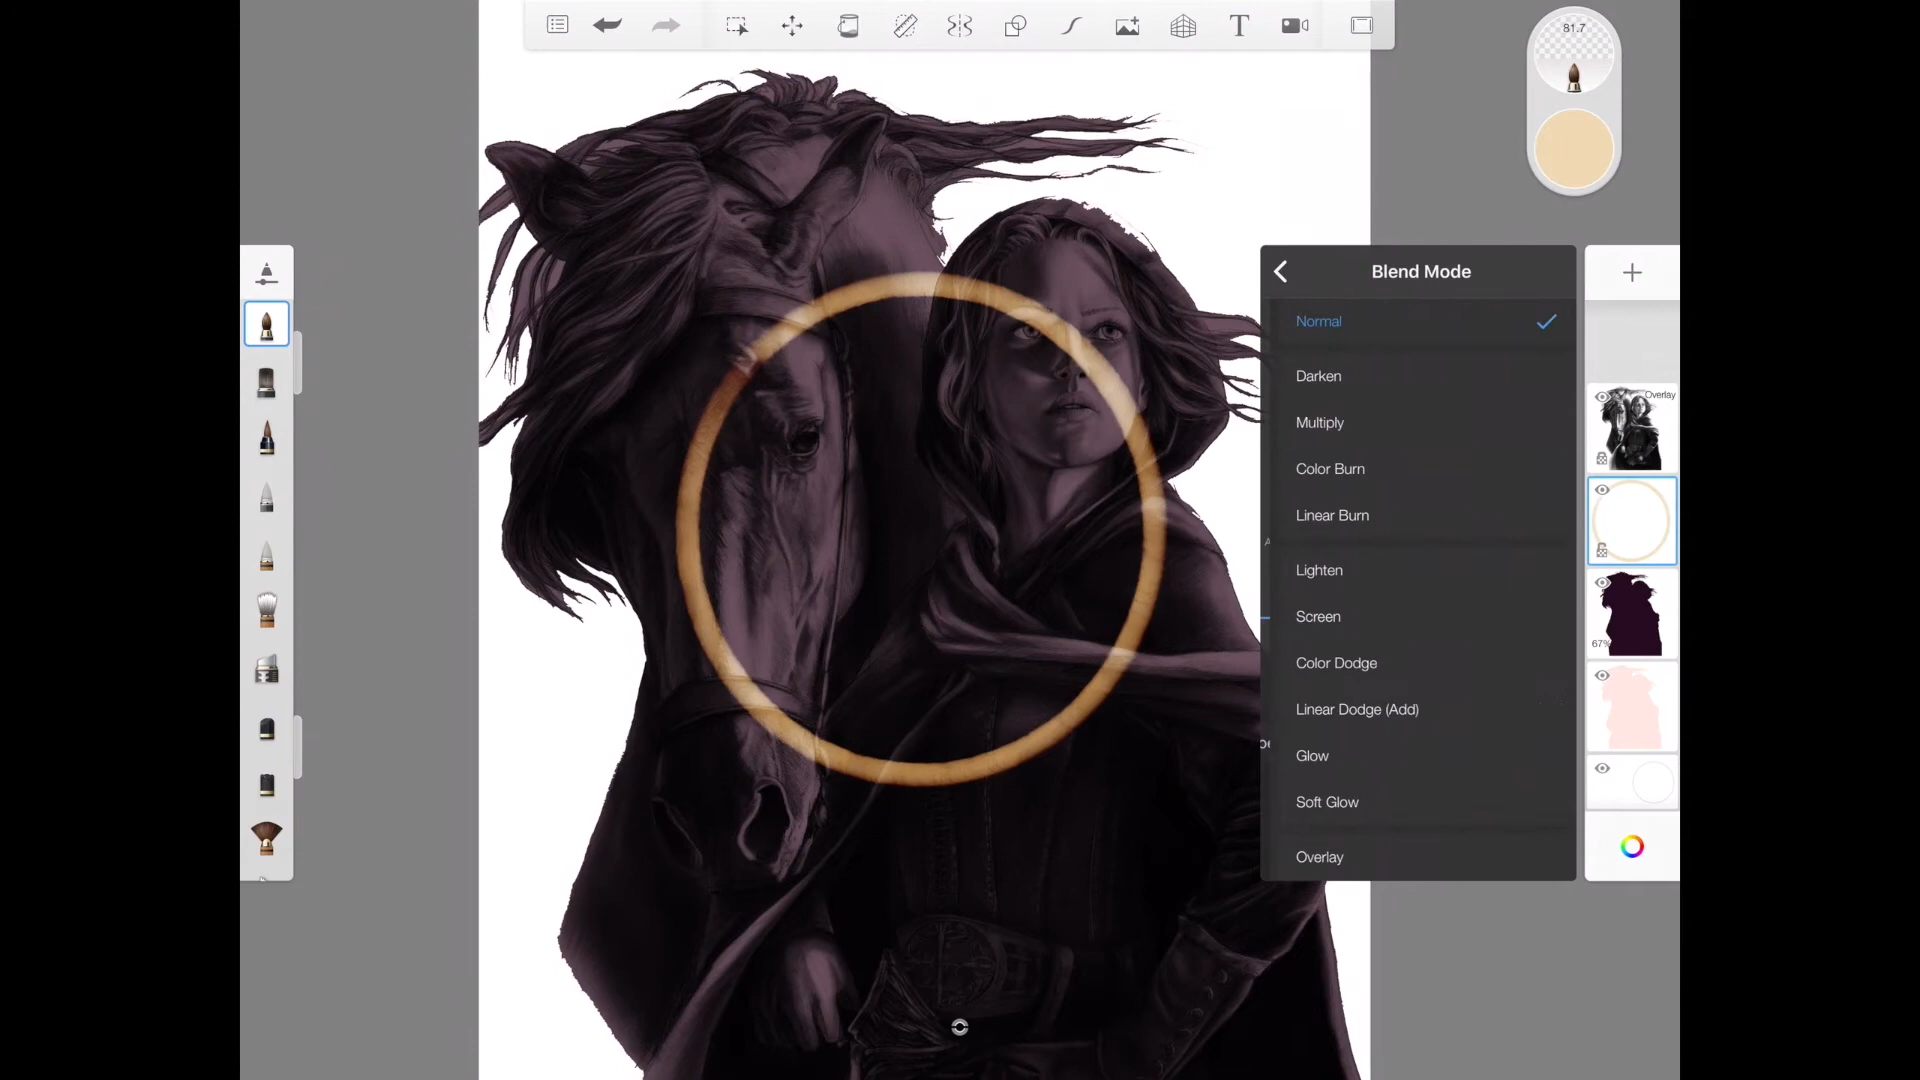 T
81.7
Blend Mode
Normal
Darken
Multiply
Color Burn
Linear Burn
Lighten
Screen
Color Dodge
Linear Dodge (Add)
Glow
Soft Glow
Overlay
Overlay
67%